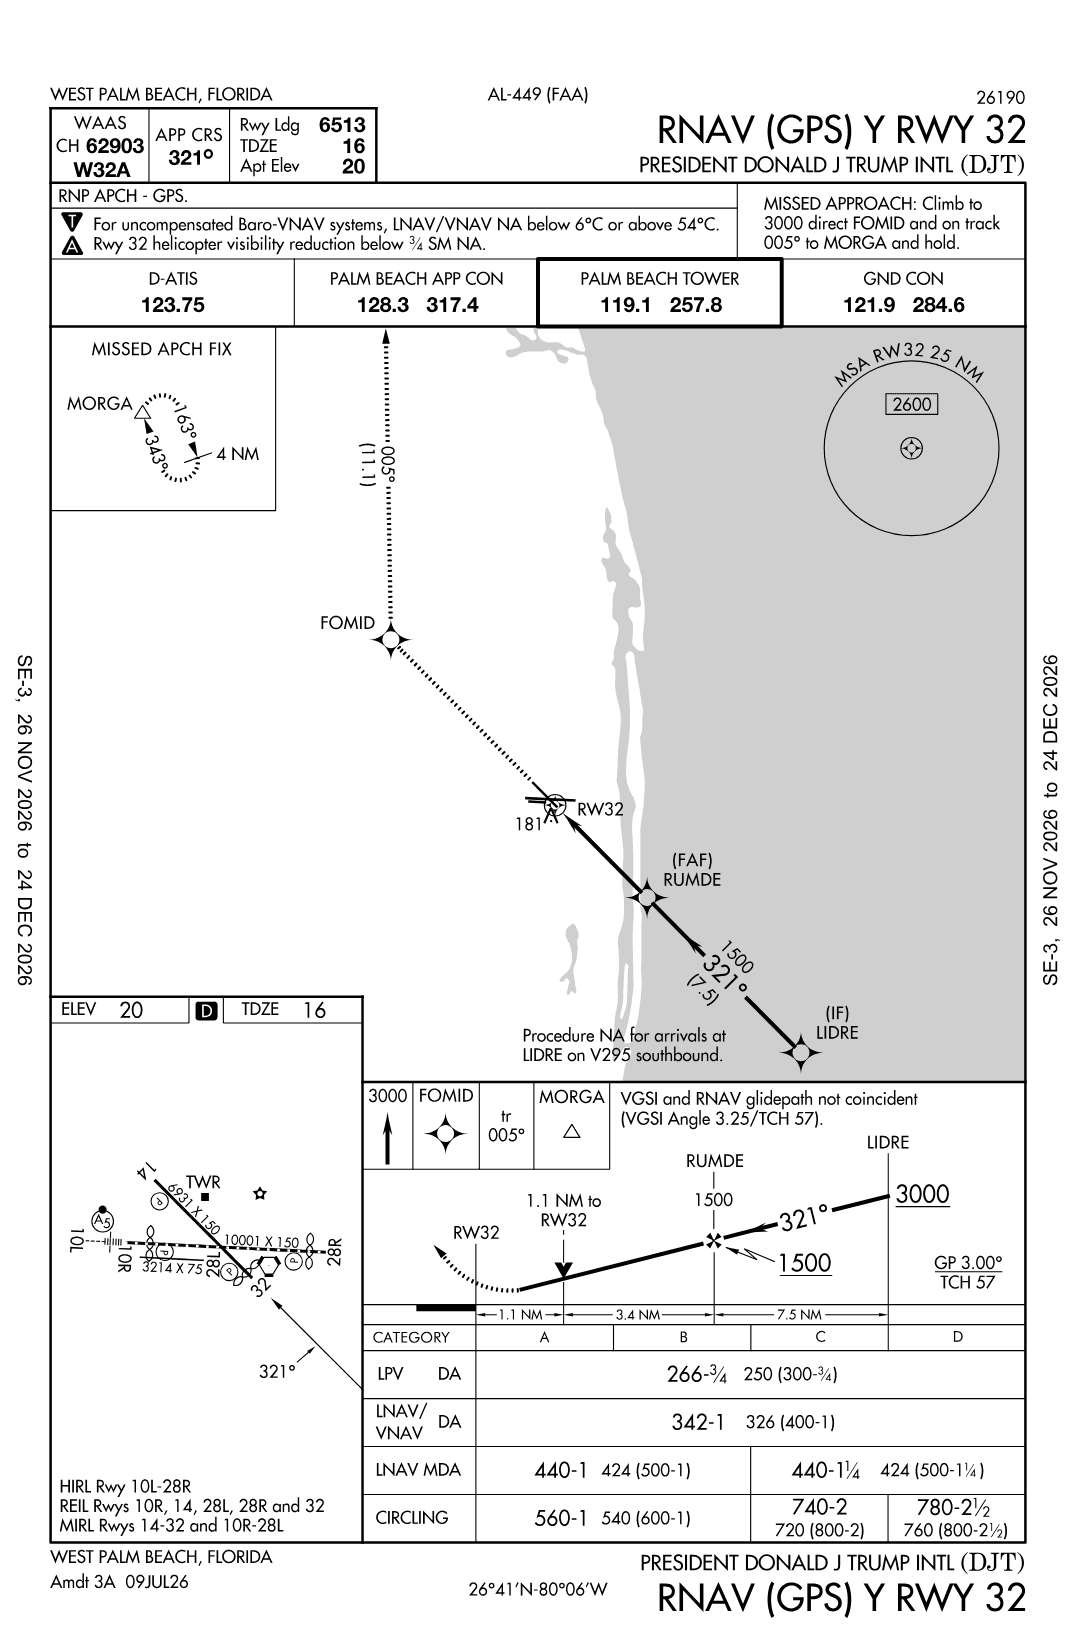 WEST PALM BEACH, FLORIDA
AL-449 (FAA)
26190
RNAV (GPS) Y RWY 32
PRESIDENT DONALD J TRUMP INTL (DJT)
WAAS
CH 62903
W32A
APP CRS
321°
Rwy Ldg 6513
TDZE 16
Apt Elev 20
RNP APCH - GPS.
T
For uncompensated Baro-VNAV systems, LNAV/VNAV NA below 6°C or above 54°C.
A
Rwy 32 helicopter visibility reduction below ¾ SM NA.
MISSED APPROACH: Climb to
3000 direct FOMID and on track
005° to MORGA and hold.
D-ATIS
123.75
PALM BEACH APP CON
128.3 317.4
PALM BEACH TOWER
119.1 257.8
GND CON
121.9 284.6
MISSED APCH FIX
MORGA
163°
343°
4 NM
005°
(11.1)
MSA RW32 25 NM
2600
FOMID
RW32
181
(FAF)
RUMDE
1500
321°
(7.5)
(IF)
LIDRE
Procedure NA for arrivals at
LIDRE on V295 southbound.
SE-3, 26 NOV 2026 to 24 DEC 2026
SE-3, 26 NOV 2026 to 24 DEC 2026
ELEV 20
D
TDZE 16
14
TWR
P
6931 X 150
A5
10L
10R
P
10001 X 150
28R
3214 X 75
28L
P
P
32
321°
HIRL Rwy 10L-28R
REIL Rwys 10R, 14, 28L, 28R and 32
MIRL Rwys 14-32 and 10R-28L
3000
FOMID
tr
005°
MORGA
VGSI and RNAV glidepath not coincident
(VGSI Angle 3.25/TCH 57).
LIDRE
RUMDE
1500
3000
1.1 NM to
RW32
RW32
321°
1500
GP 3.00°
TCH 57
1.1 NM
3.4 NM
7.5 NM
CATEGORY A B C D
LPV DA 266-¾ 250 (300-¾)
LNAV/
VNAV DA 342-1 326 (400-1)
LNAV MDA 440-1 424 (500-1) 440-1¼ 424 (500-1¼)
CIRCLING 560-1 540 (600-1) 740-2 720 (800-2) 780-2½ 760 (800-2½)
WEST PALM BEACH, FLORIDA
Amdt 3A 09JUL26
26°41'N-80°06'W
PRESIDENT DONALD J TRUMP INTL (DJT)
RNAV (GPS) Y RWY 32